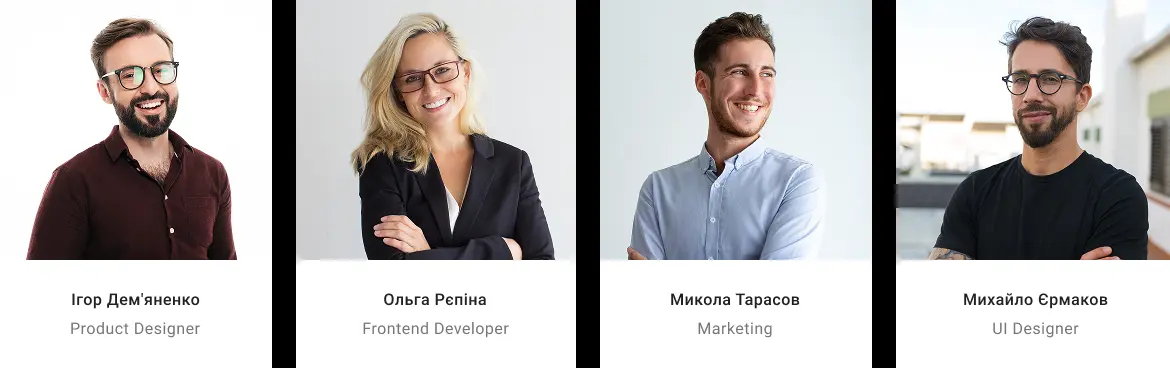 Ігор Дем'яненко
Product Designer
Ольга Рєпіна
Frontend Developer
Микола Тарасов
Marketing
Михайло Єрмаков
UI Designer